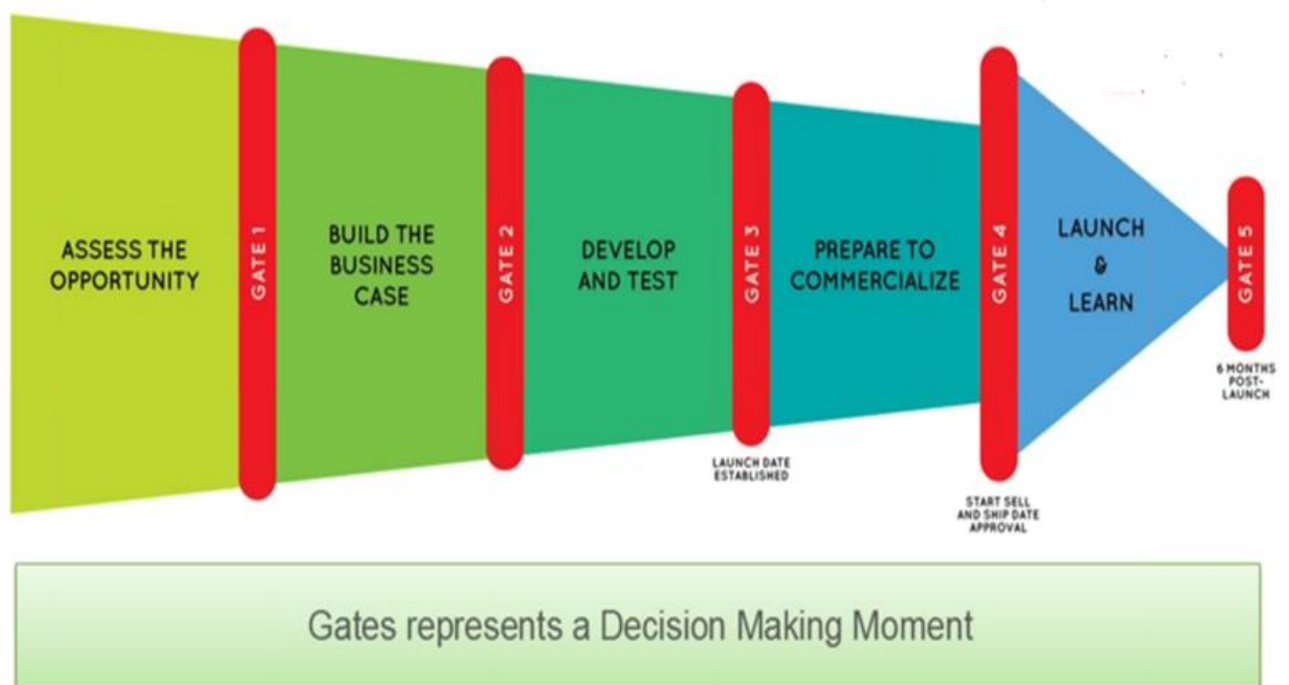 ASSESS THE
OPPORTUNITY
GATE 1
BUILD THE
BUSINESS
CASE
GATE 2
DEVELOP
AND TEST
GATE 3
LAUNCH DATE
ESTABLISHED
PREPARE TO
COMMERCIALIZE
GATE 4
START SELL
AND SHIP DATE
APPROVAL
LAUNCH
&
LEARN
GATE 5
6 MONTHS
POST-
LAUNCH
Gates represents a Decision Making Moment